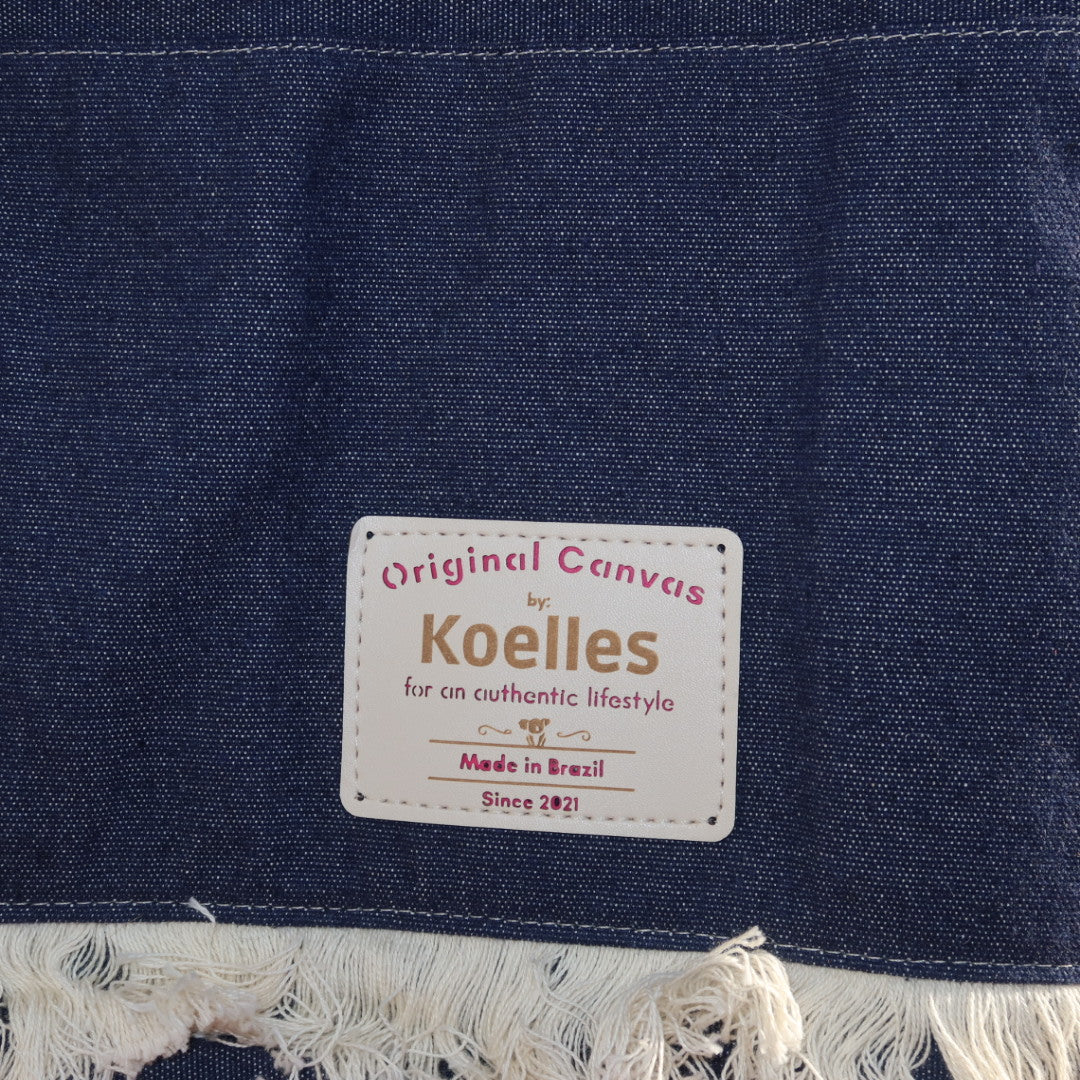 Original Canvas
by:
Koelles
for an authentic lifestyle
Made in Brazil
Since 2021